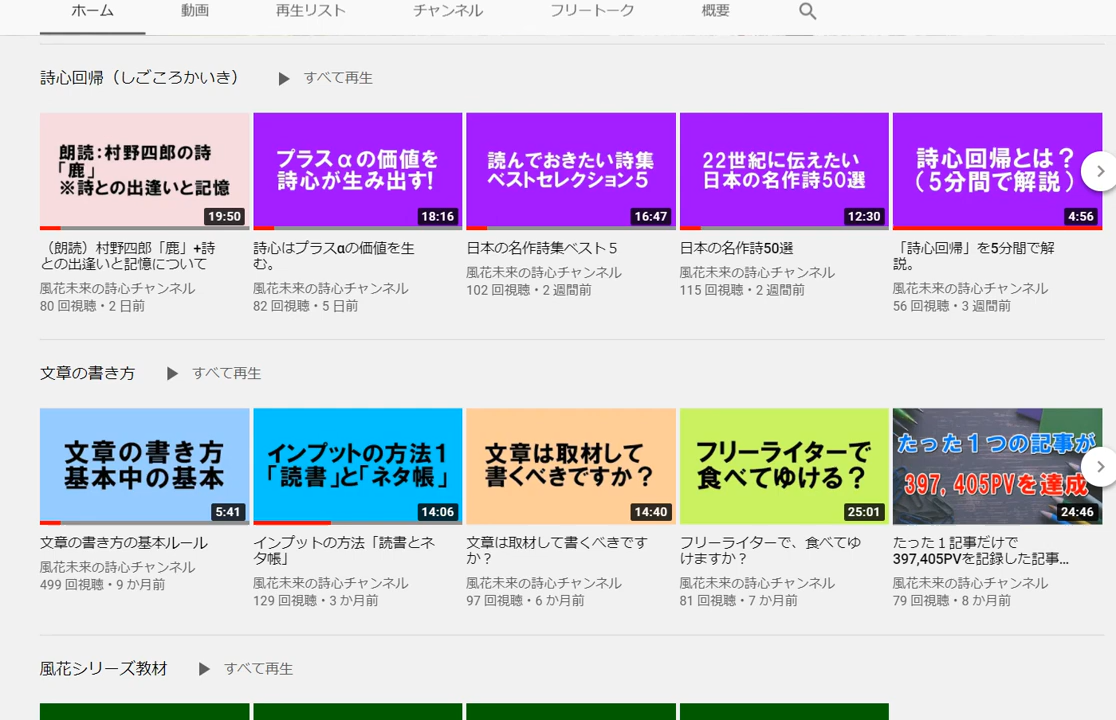 ホーム 動画 再生リスト チャンネル フリートーク 概要
詩心回帰（しごころかいき） すべて再生
朗読：村野四郎の詩
「鹿」
※詩との出逢いと記憶
19:50
プラスαの価値を
詩心が生み出す!
18:16
読んでおきたい詩集
ベストセレクション5
16:47
22世紀に伝えたい
日本の名作詩50選
12:30
詩心回帰とは？
（5分間で解説）
4:56
（朗読）村野四郎「鹿」+詩
との出逢いと記憶について
風花未来の詩心チャンネル
80 回視聴・2 日前
詩心はプラスαの価値を生
む。
風花未来の詩心チャンネル
82 回視聴・5 日前
日本の名作詩集ベスト５
風花未来の詩心チャンネル
102 回視聴・2 週間前
日本の名作詩50選
風花未来の詩心チャンネル
115 回視聴・2 週間前
「詩心回帰」を5分間で解
説。
風花未来の詩心チャンネル
56 回視聴・3 週間前
文章の書き方 すべて再生
文章の書き方
基本中の基本
5:41
インプットの方法１
「読書」と「ネタ帳」
14:06
文章は取材して
書くべきですか？
14:40
フリーライターで
食べてゆける？
25:01
たった１つの記事が
397,405PVを達成
24:46
文章の書き方の基本ルール
風花未来の詩心チャンネル
499 回視聴・9 か月前
インプットの方法「読書とネ
タ帳」
風花未来の詩心チャンネル
129 回視聴・3 か月前
文章は取材して書くべきです
か？
風花未来の詩心チャンネル
97 回視聴・6 か月前
フリーライターで、食べてゆ
けますか？
風花未来の詩心チャンネル
81 回視聴・7 か月前
たった１記事だけで
397,405PVを記録した記事...
風花未来の詩心チャンネル
79 回視聴・8 か月前
風花シリーズ教材 すべて再生